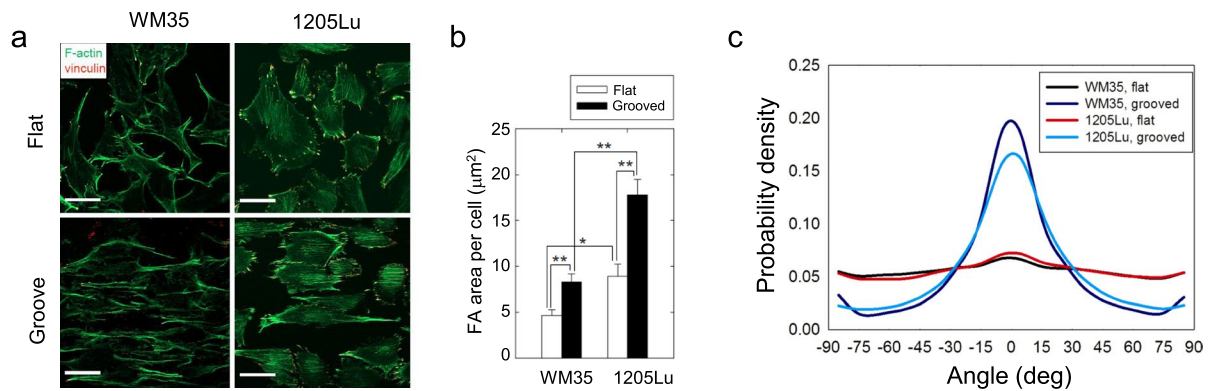 a
WM35
1205Lu
F-actin
vinculin
Flat
Groove
b
Flat
Grooved
FA area per cell (μm²)
25
20
15
10
5
0
**
**
*
**
WM35
1205Lu
c
Probability density
0.25
0.20
0.15
0.10
0.05
0.00
WM35, flat
WM35, grooved
1205Lu, flat
1205Lu, grooved
-90 -75 -60 -45 -30 -15 0 15 30 45 60 75 90
Angle (deg)